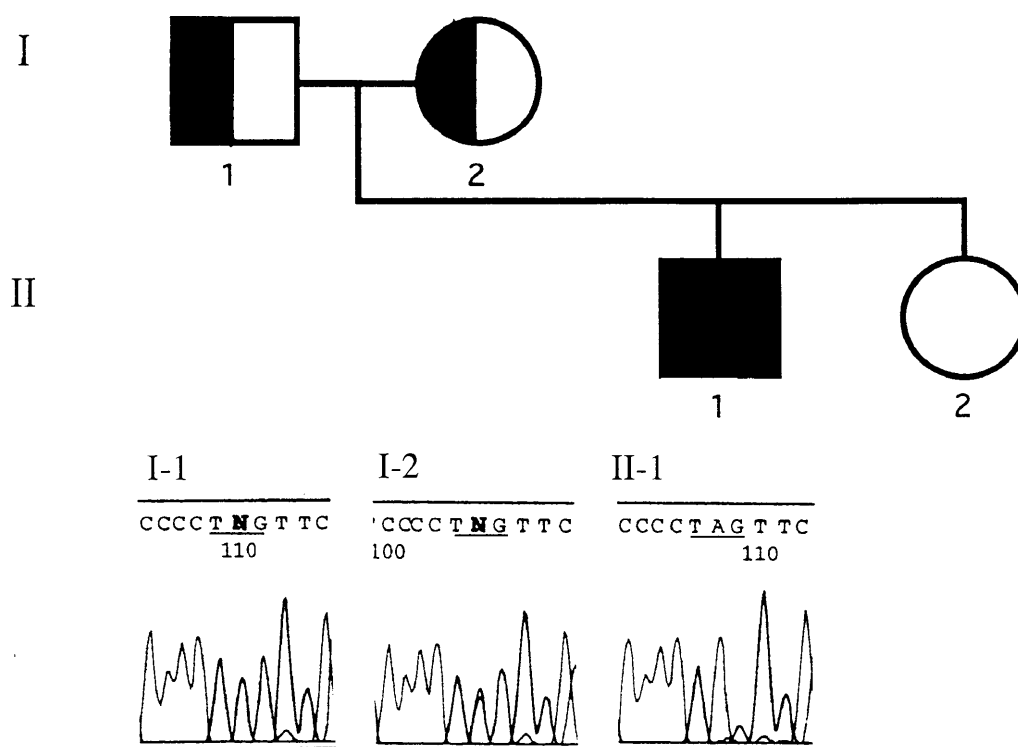 I
1 2
II
1 2
I-1 I-2 II-1
CCCCTNGTTC 'CCCCTNGTTC CCCCTAGTTC
110 100 110